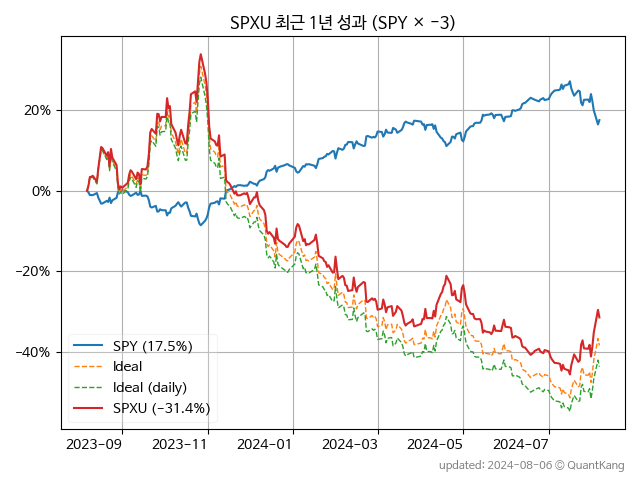 SPXU 최근 1년 성과 (SPY × −3)
20%
0%
−20%
−40%
SPY (17.5%)
Ideal
Ideal (daily)
SPXU (−31.4%)
2023−09
2023−11
2024−01
2024−03
2024−05
2024−07
updated: 2024-08-06 © QuantKang